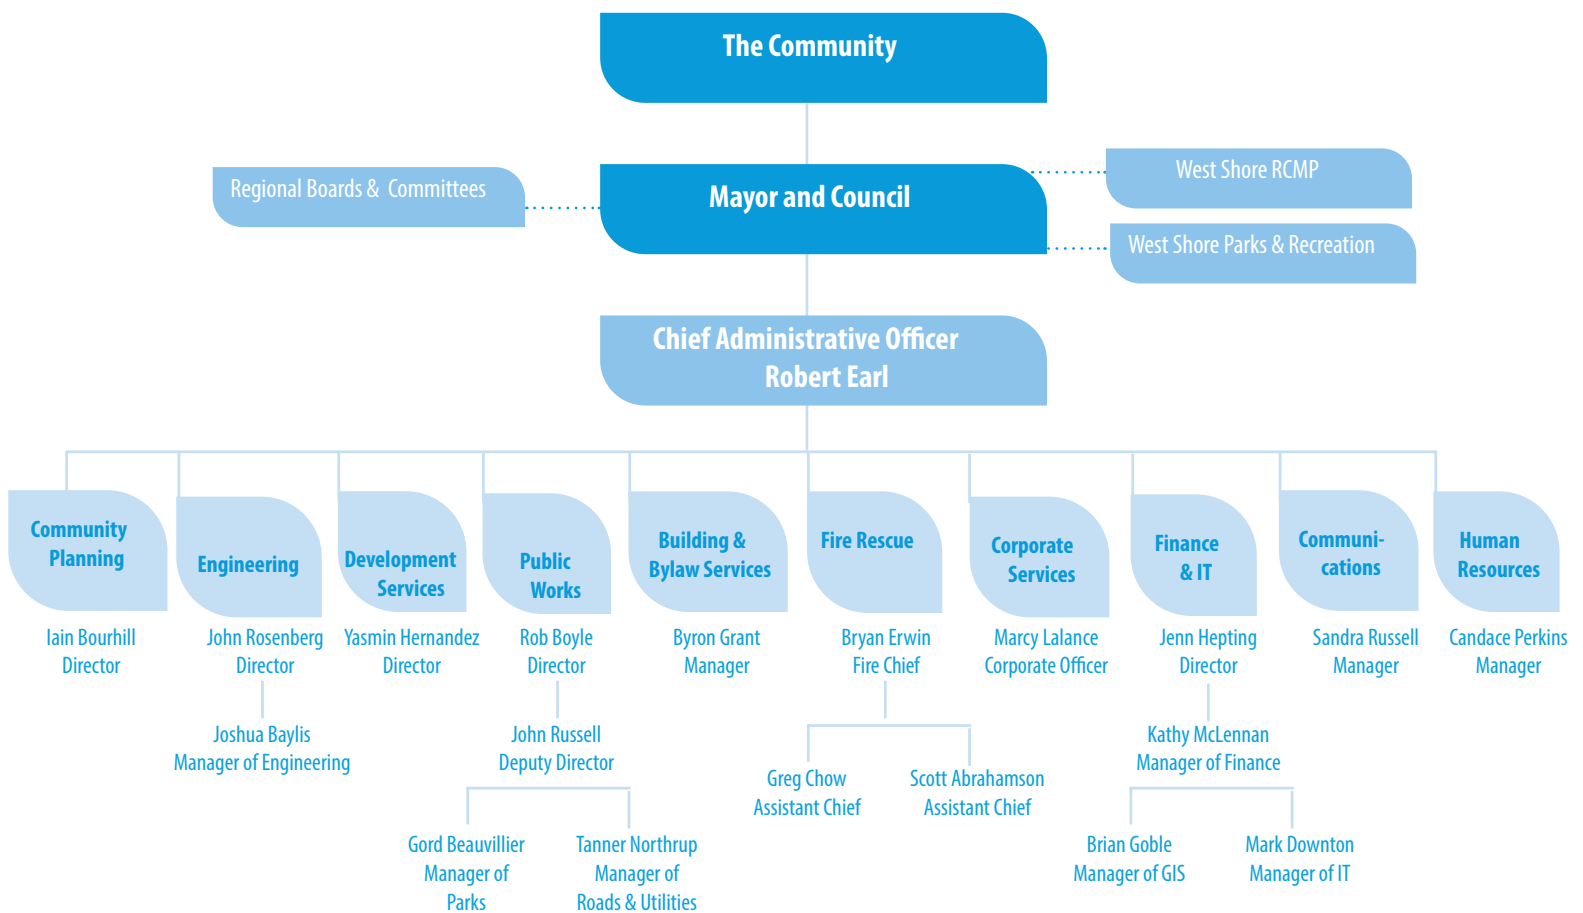 The Community
Regional Boards & Committees
Mayor and Council
West Shore RCMP
West Shore Parks & Recreation
Chief Administrative Officer
Robert Earl
Community
Planning
Engineering
Development
Services
Public
Works
Building &
Bylaw Services
Fire Rescue
Corporate
Services
Finance
& IT
Communi-
cations
Human
Resources
Iain Bourhill
Director
John Rosenberg
Director
Yasmin Hernandez
Director
Rob Boyle
Director
Byron Grant
Manager
Bryan Erwin
Fire Chief
Marcy Lalance
Corporate Officer
Jenn Hepting
Director
Sandra Russell
Manager
Candace Perkins
Manager
Joshua Baylis
Manager of Engineering
John Russell
Deputy Director
Greg Chow
Assistant Chief
Scott Abrahamson
Assistant Chief
Kathy McLennan
Manager of Finance
Gord Beauvillier
Manager of
Parks
Tanner Northrup
Manager of
Roads & Utilities
Brian Goble
Manager of GIS
Mark Downton
Manager of IT